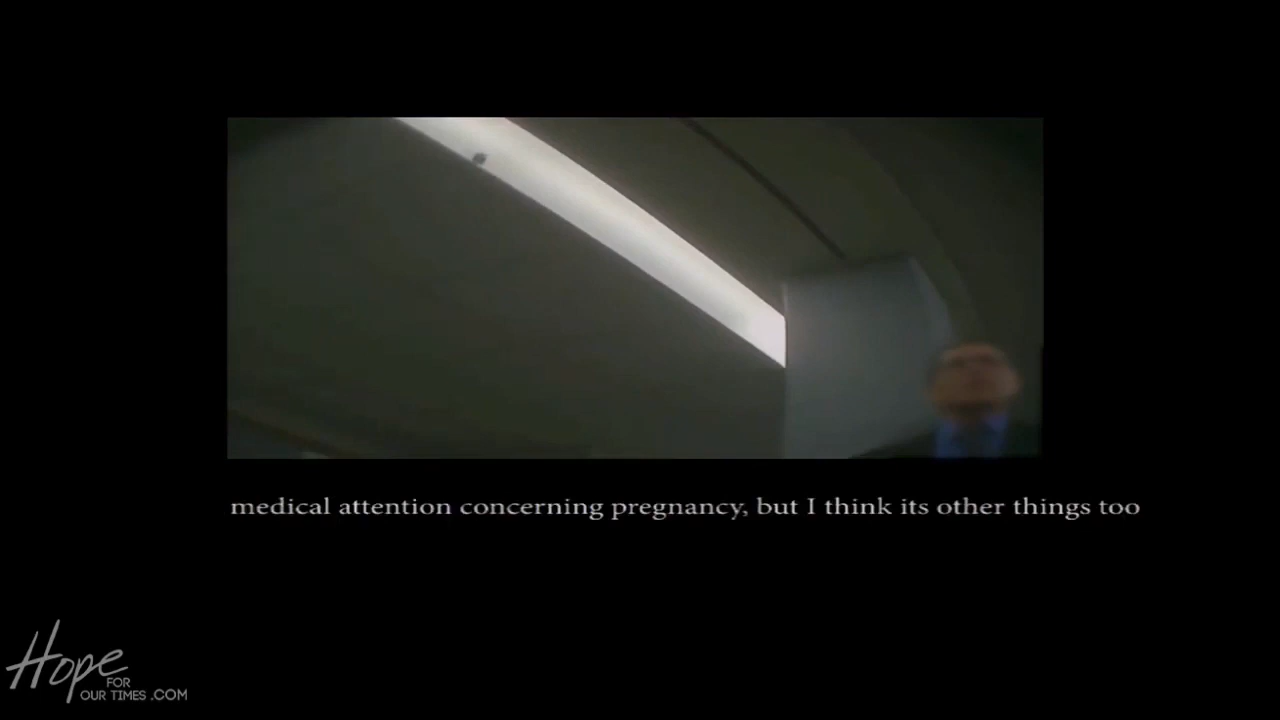 medical attention concerning pregnancy, but I think its other things too
Hope
FOR
OUR TIMES .COM